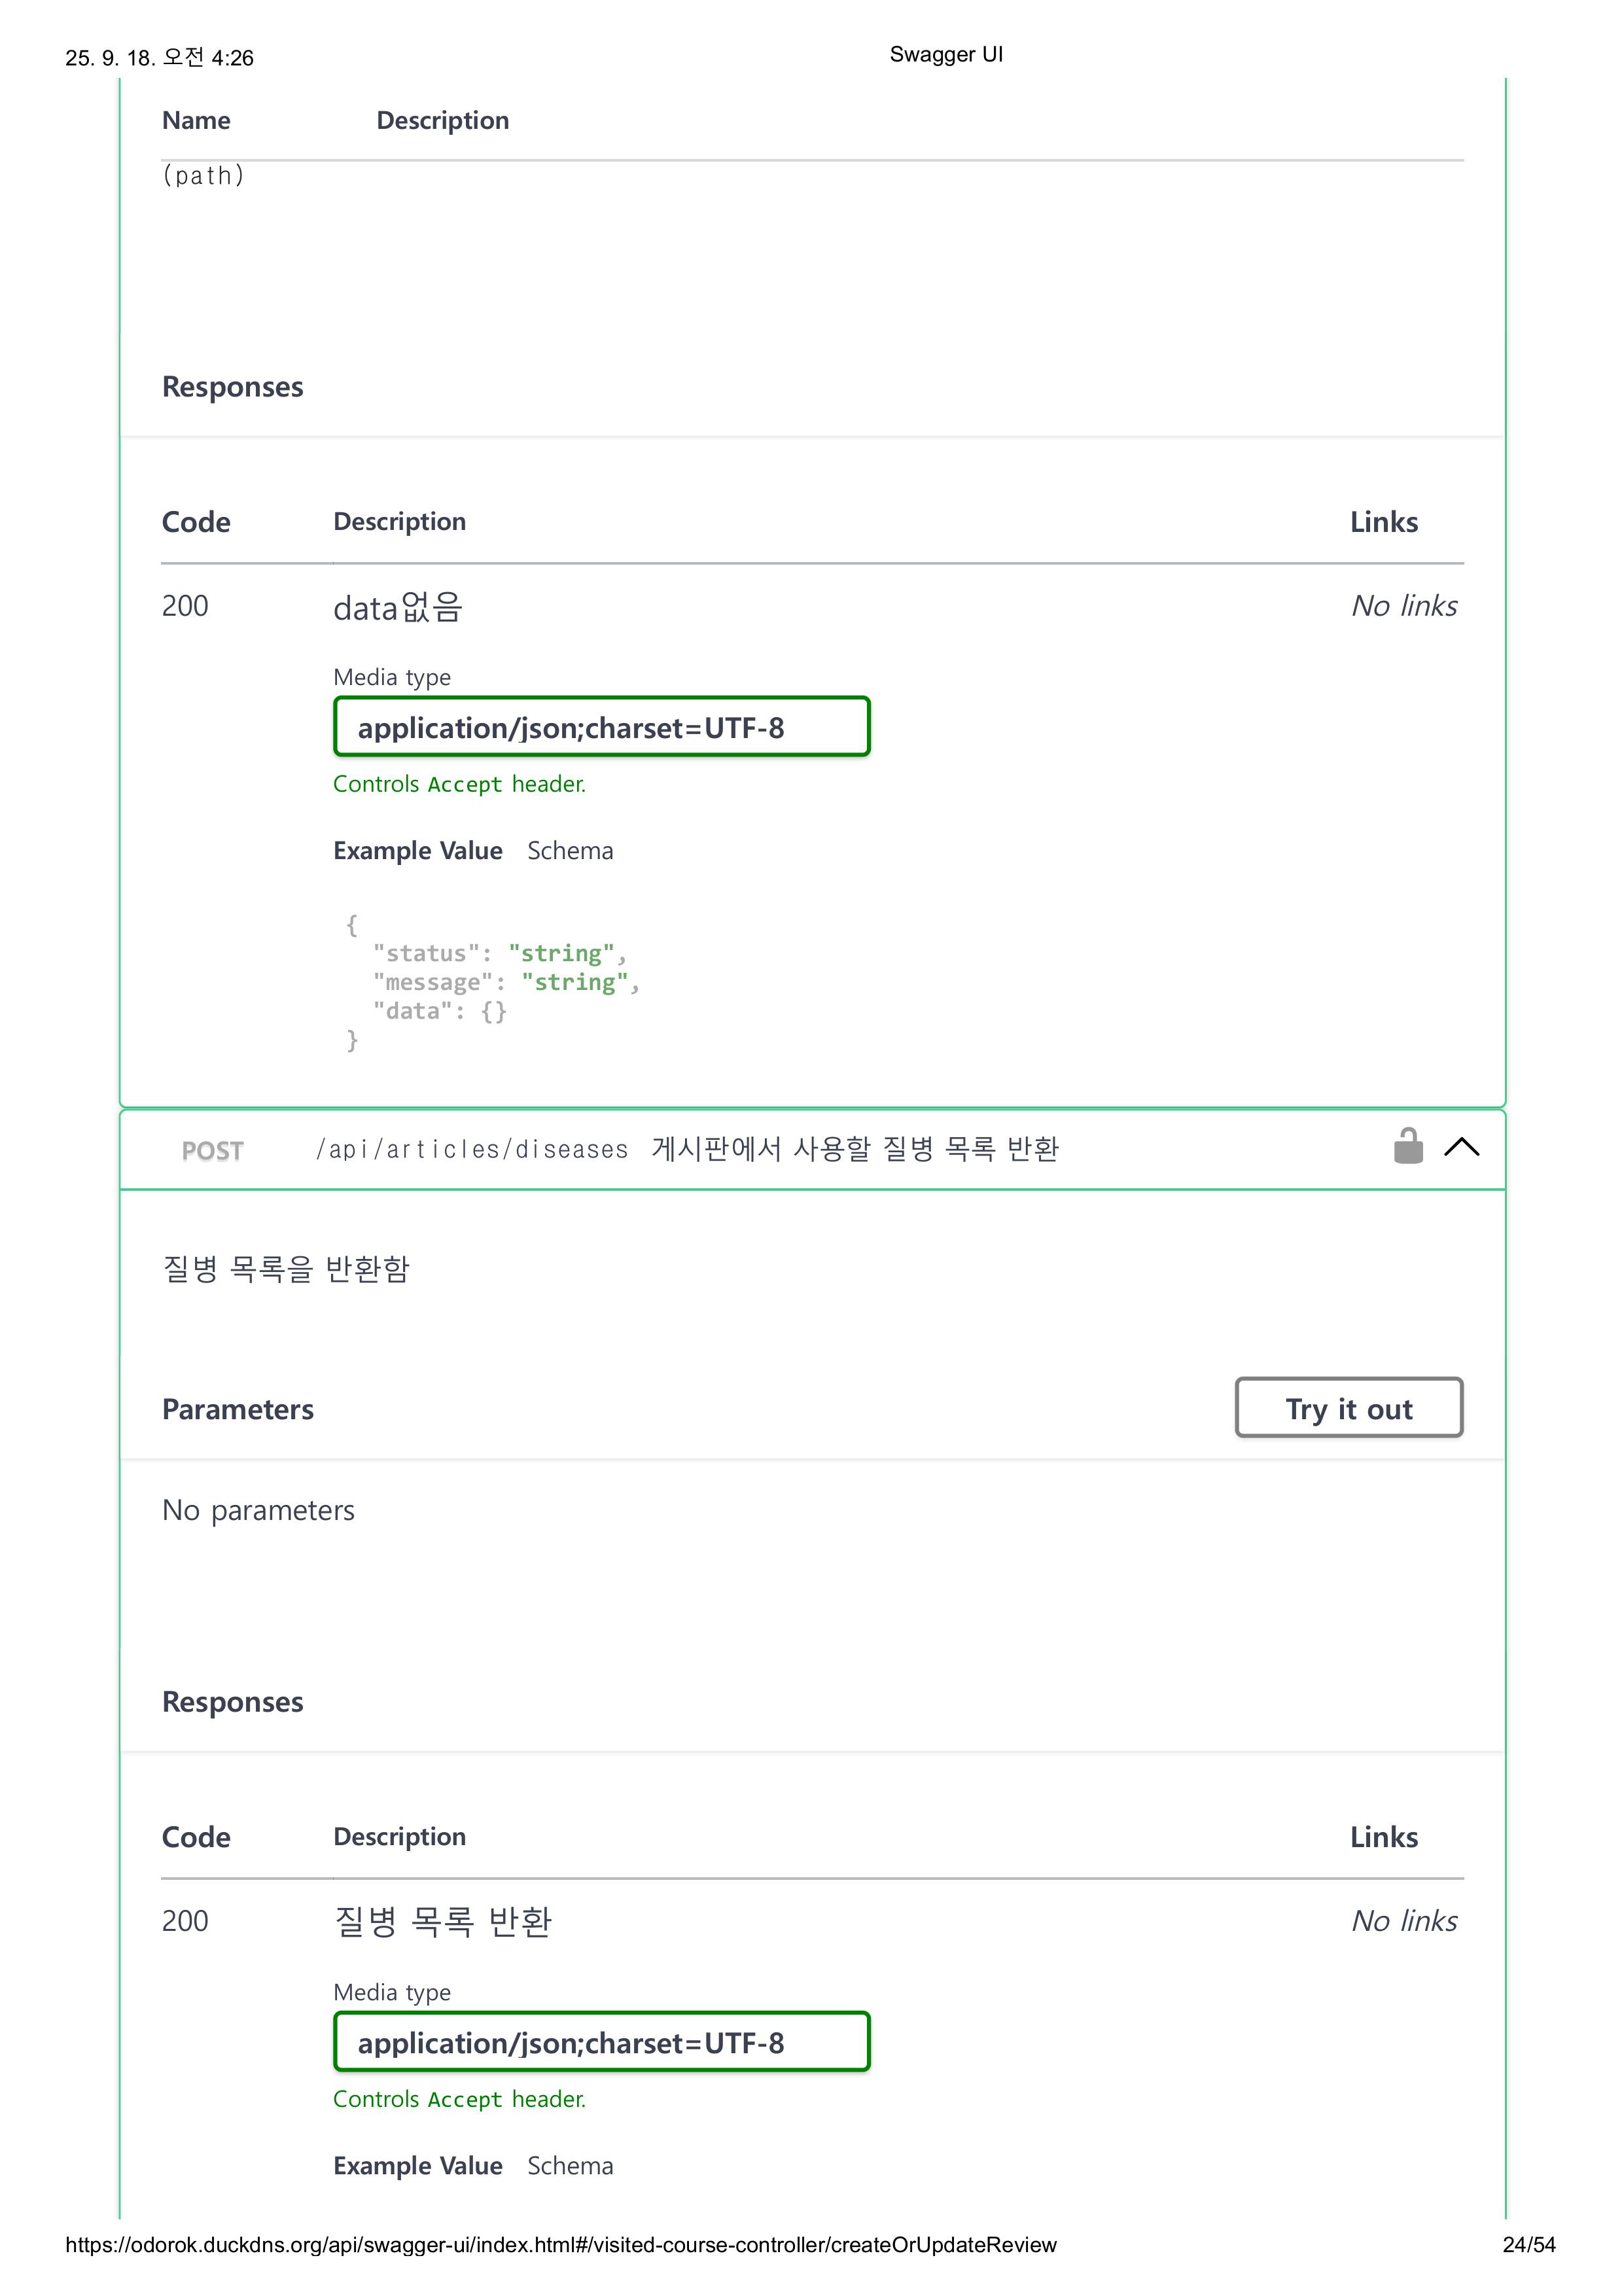 25. 9. 18. 오전 4:26
Swagger UI
Name Description
(path)
Responses
Code Description Links
200 data없음 No links
Media type
application/json;charset=UTF-8
Controls Accept header.
Example Value Schema
{
"status": "string",
"message": "string",
"data": {}
}
POST /api/articles/diseases 게시판에서 사용할 질병 목록 반환
질병 목록을 반환함
Parameters Try it out
No parameters
Responses
Code Description Links
200 질병 목록 반환 No links
Media type
application/json;charset=UTF-8
Controls Accept header.
Example Value Schema
https://odorok.duckdns.org/api/swagger-ui/index.html#/visited-course-controller/createOrUpdateReview 24/54